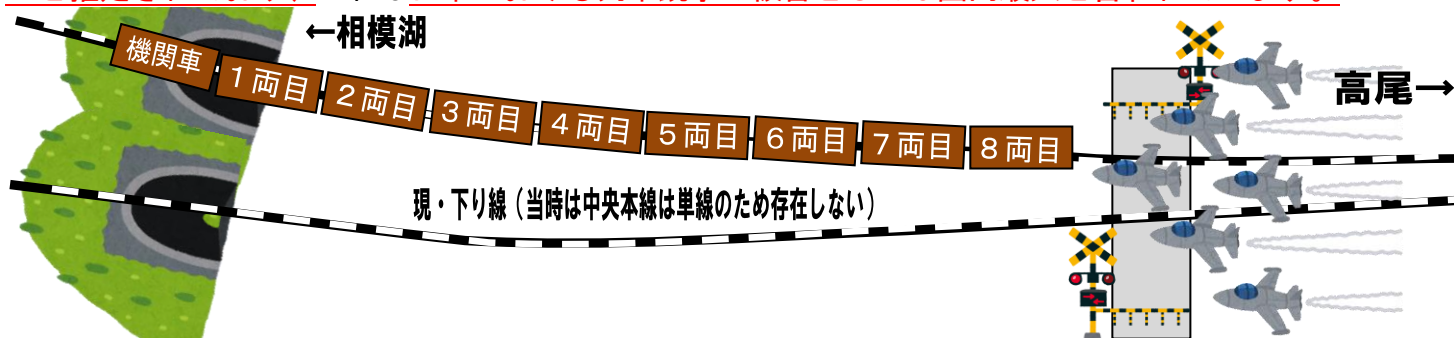 ←相模湖
高尾→
機関車
1両目
2両目
3両目
4両目
5両目
6両目
7両目
8両目
現・下り線（当時は中央本線は単線のため存在しない）